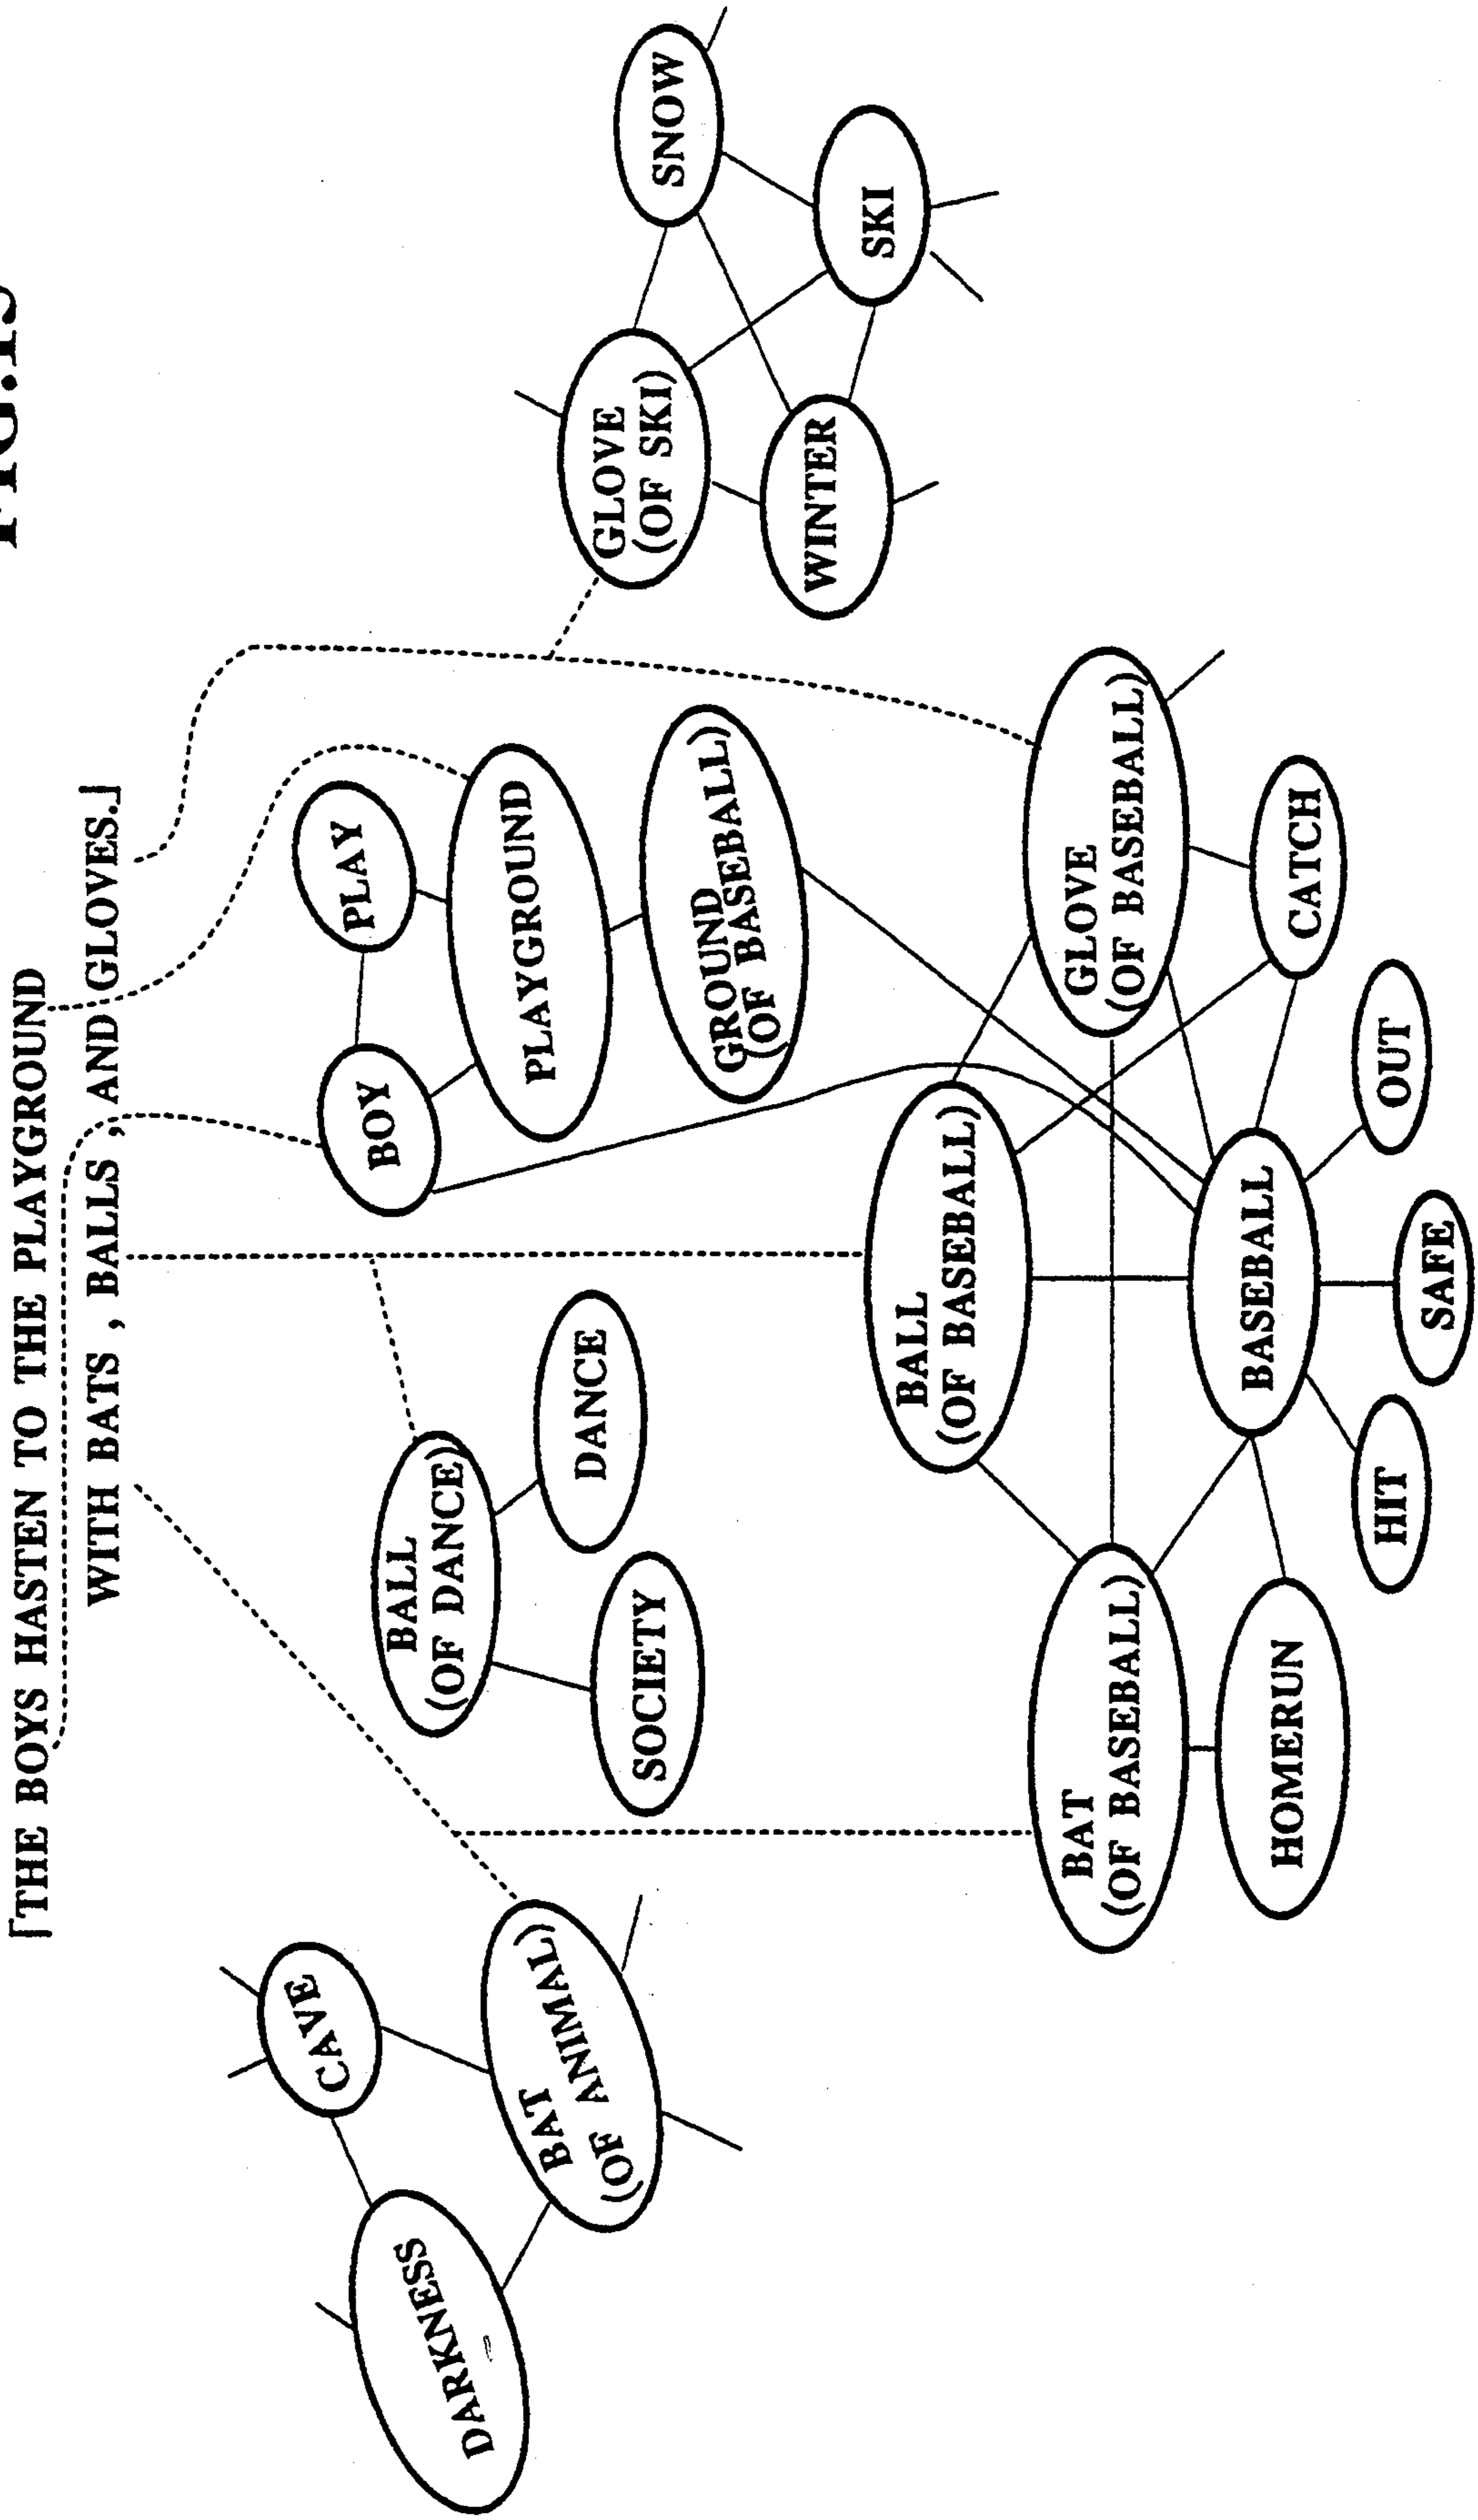 [THE BOYS HASTEN TO THE PLAYGROUND
WITH BATS , BALLS , AND GLOVES.]
CAVE
DARKNESS
BAT
(OF ANIMAL)
BALL
(OF DANCE)
SOCIETY
DANCE
BOY
PLAY
PLAYGROUND
GROUND
(OF BASEBALL)
GLOVE
(OF SKI)
SNOW
WINTER
SKI
BAT
(OF BASEBALL)
BALL
(OF BASEBALL)
GLOVE
(OF BASEBALL)
HOMERUN
BASEBALL
CATCH
HIT
SAFE
OUT